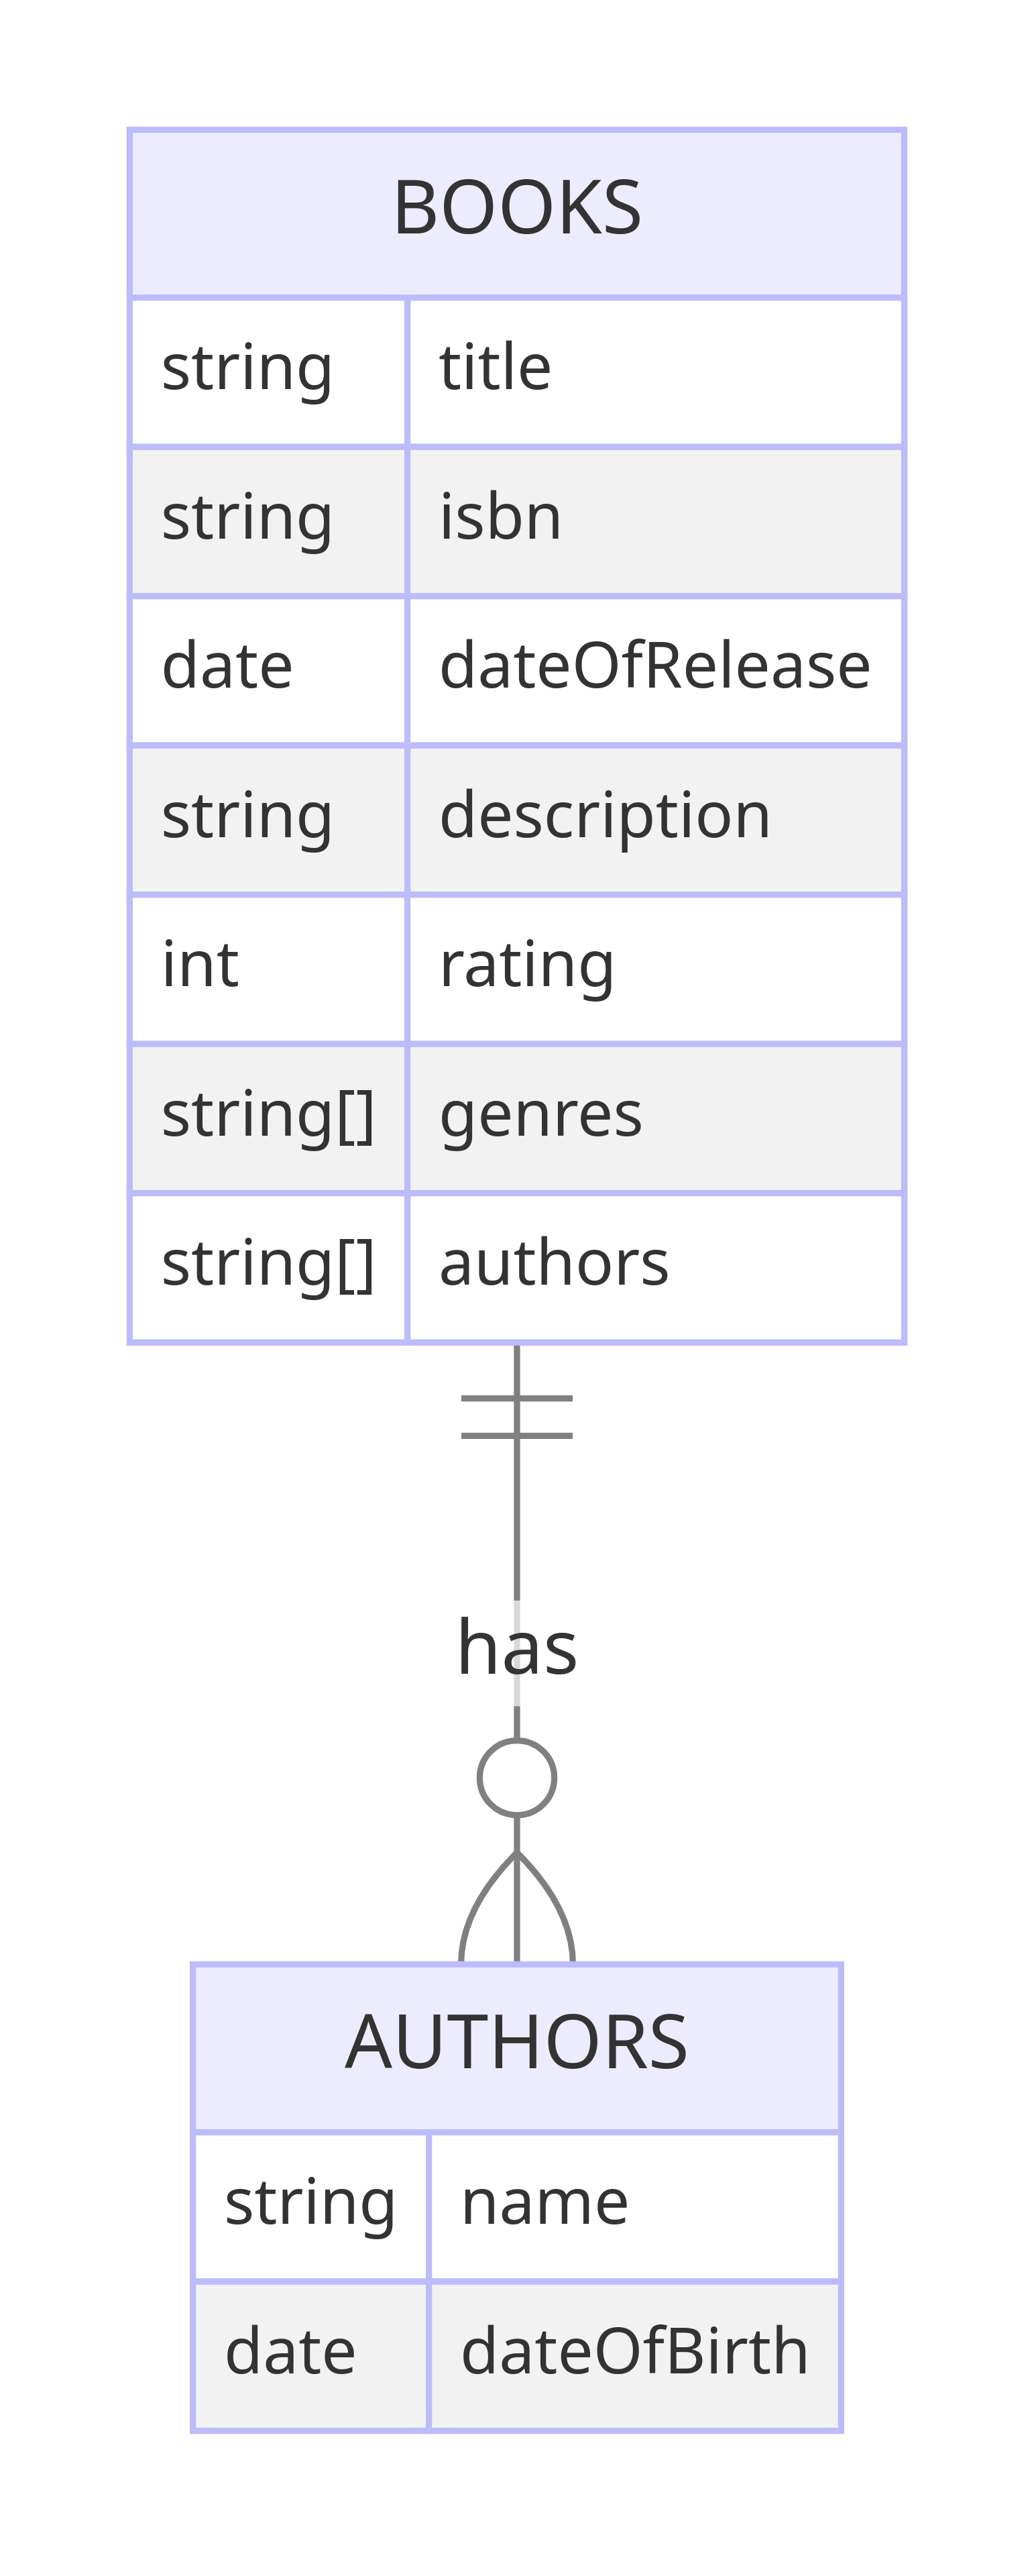 BOOKS
string title
string isbn
date dateOfRelease
string description
int rating
string[] genres
string[] authors
has
AUTHORS
string name
date dateOfBirth